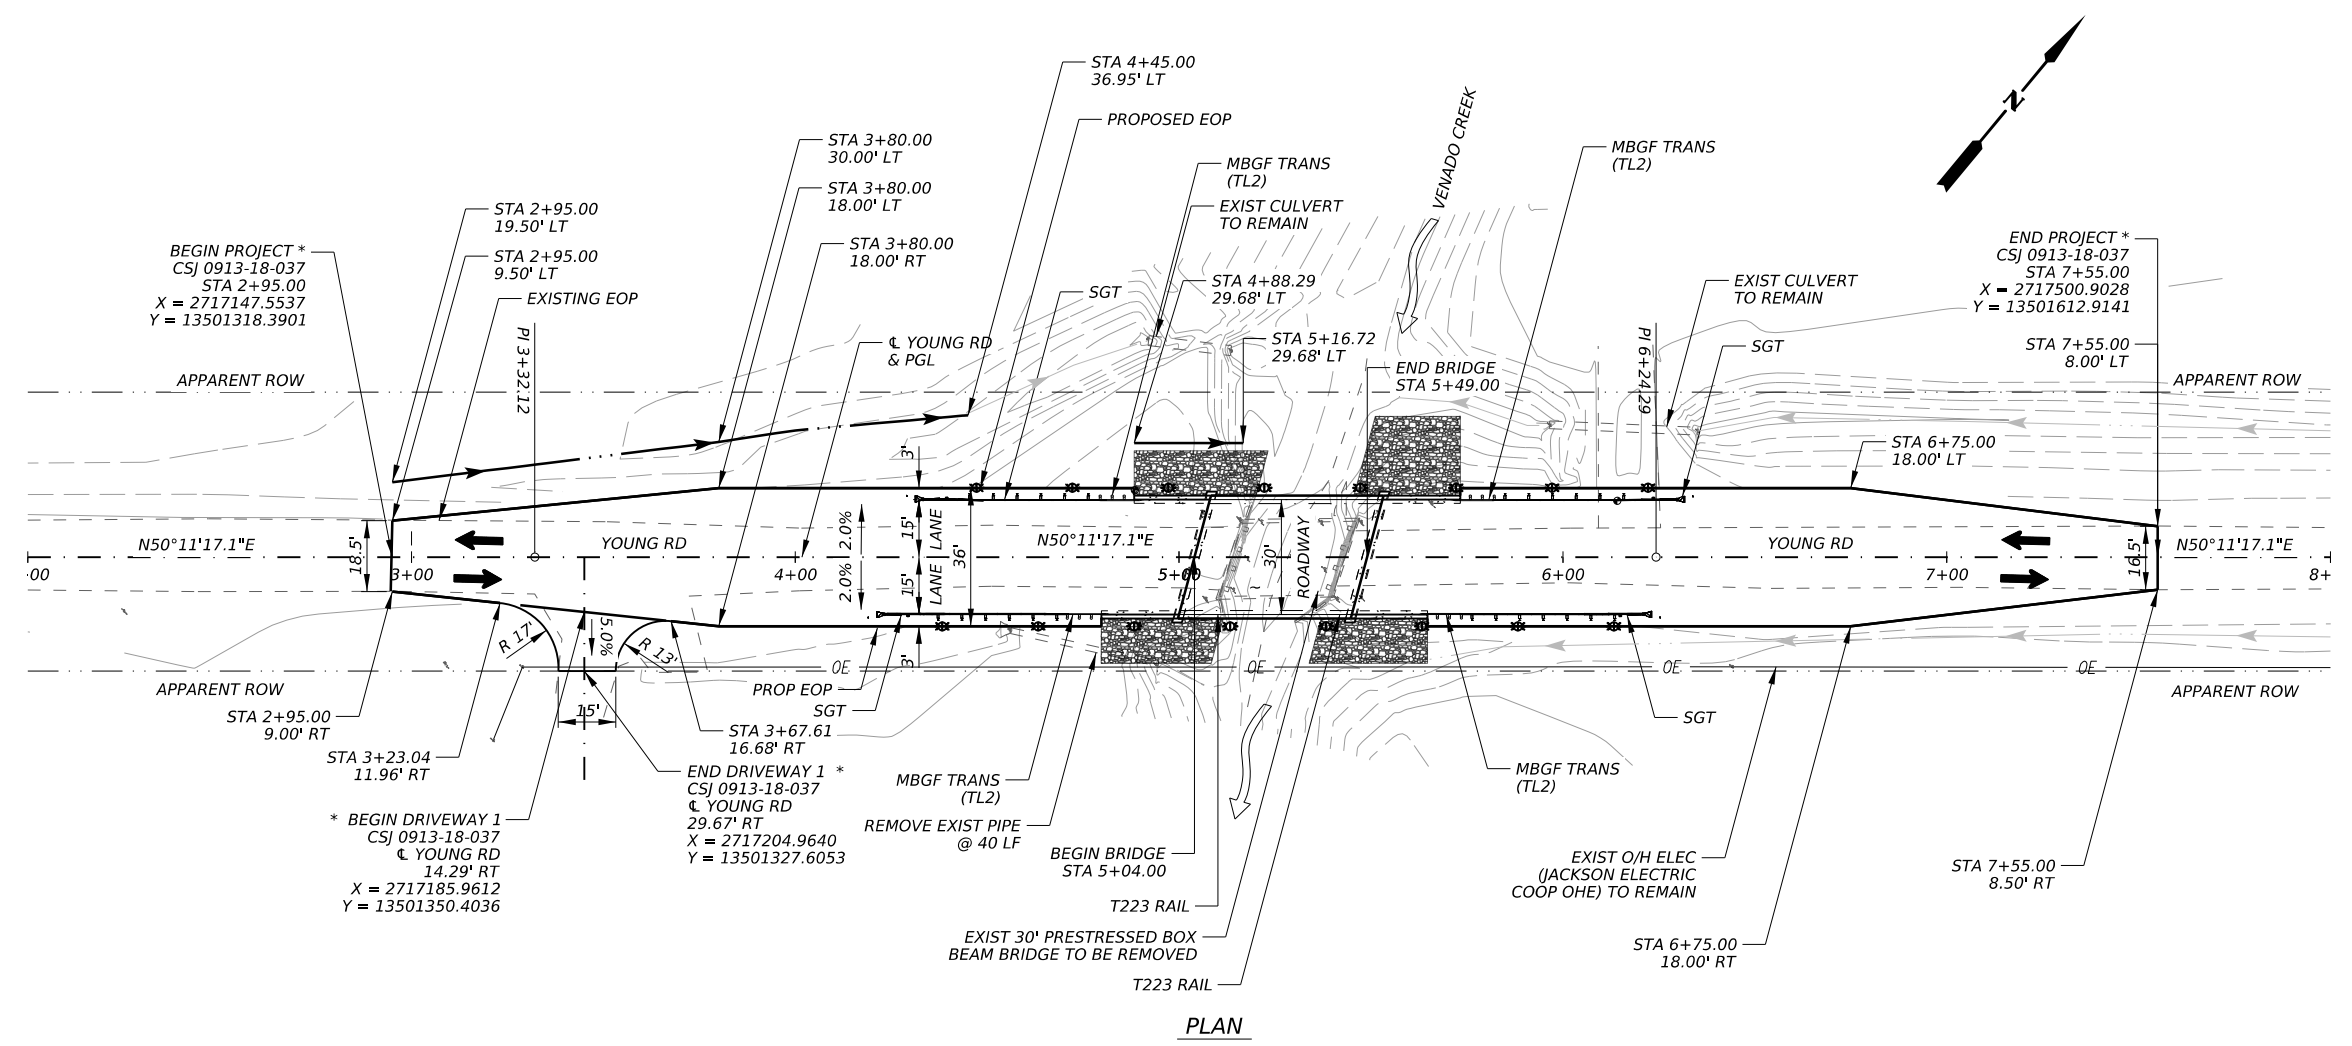 STA 4+45.00
36.95' LT
PROPOSED EOP
STA 3+80.00
30.00' LT
STA 3+80.00
18.00' LT
STA 3+80.00
18.00' RT
STA 2+95.00
19.50' LT
STA 2+95.00
9.50' LT
EXISTING EOP
BEGIN PROJECT *
CSJ 0913-18-037
STA 2+95.00
X = 2717147.5537
Y = 13501318.3901
MBGF TRANS
(TL2)
EXIST CULVERT
TO REMAIN
STA 4+88.29
29.68' LT
SGT
STA 5+16.72
29.68' LT
VENADO CREEK
MBGF TRANS
(TL2)
N
EXIST CULVERT
TO REMAIN
END PROJECT *
CSJ 0913-18-037
STA 7+55.00
X = 2717500.9028
Y = 13501612.9141
STA 7+55.00
8.00' LT
SGT
PI 3+32.12
PI 6+24.29
℄ YOUNG RD
& PGL
END BRIDGE
STA 5+49.00
APPARENT ROW
APPARENT ROW
STA 6+75.00
18.00' LT
3'
15'
LANE
36'
2.0%
2.0%
15'
LANE
3'
30'
ROADWAY
18.5'
16.5'
N50°11'17.1"E
YOUNG RD
N50°11'17.1"E
YOUNG RD
N50°11'17.1"E
+00
3+00
4+00
5+00
6+00
7+00
8+
R 17'
5.0%
R 13'
15'
OE
OE
OE
OE
APPARENT ROW
APPARENT ROW
PROP EOP
SGT
SGT
STA 2+95.00
9.00' RT
STA 3+23.04
11.96' RT
STA 3+67.61
16.68' RT
* BEGIN DRIVEWAY 1
CSJ 0913-18-037
℄ YOUNG RD
14.29' RT
X = 2717185.9612
Y = 13501350.4036
END DRIVEWAY 1 *
CSJ 0913-18-037
℄ YOUNG RD
29.67' RT
X = 2717204.9640
Y = 13501327.6053
MBGF TRANS
(TL2)
REMOVE EXIST PIPE
@ 40 LF
BEGIN BRIDGE
STA 5+04.00
T223 RAIL
EXIST 30' PRESTRESSED BOX
BEAM BRIDGE TO BE REMOVED
T223 RAIL
MBGF TRANS
(TL2)
EXIST O/H ELEC
(JACKSON ELECTRIC
COOP OHE) TO REMAIN
STA 6+75.00
18.00' RT
STA 7+55.00
8.50' RT
PLAN